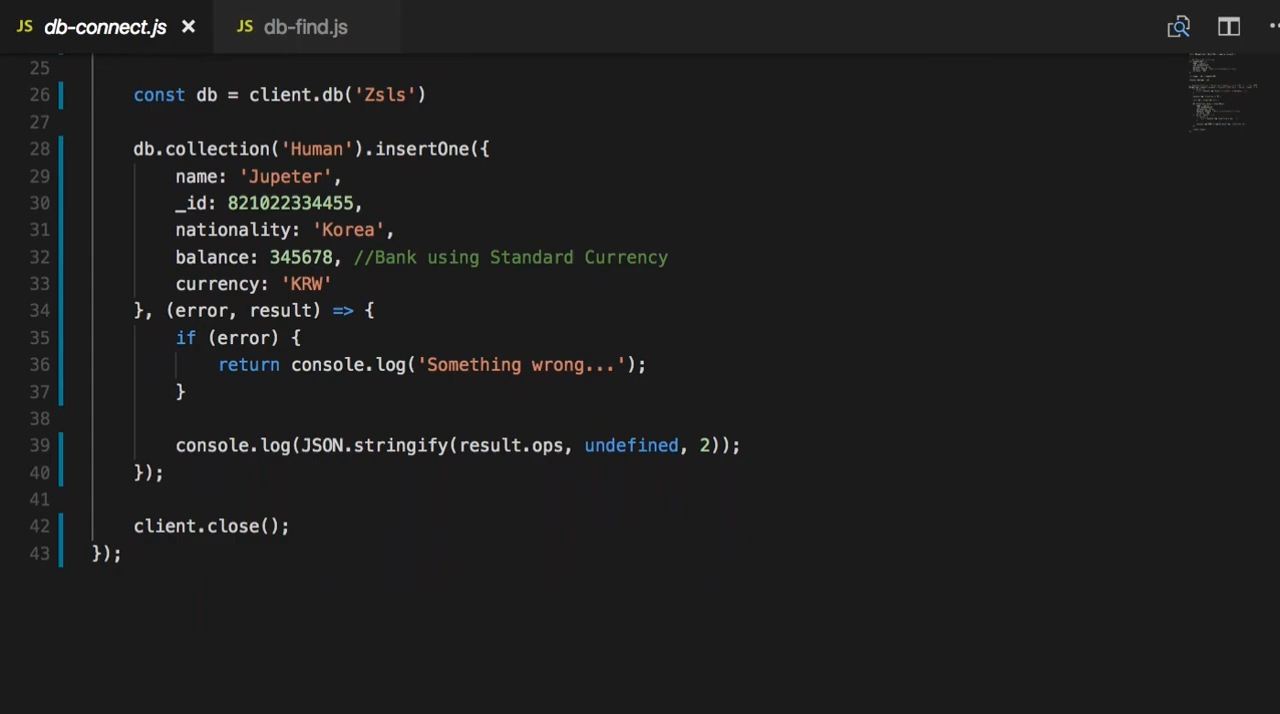 JS db-connect.js × JS db-find.js
25
26 const db = client.db('Zsls')
27
28 db.collection('Human').insertOne({
29 name: 'Jupeter',
30 _id: 821022334455,
31 nationality: 'Korea',
32 balance: 345678, //Bank using Standard Currency
33 currency: 'KRW'
34 }, (error, result) => {
35 if (error) {
36 return console.log('Something wrong...');
37 }
38
39 console.log(JSON.stringify(result.ops, undefined, 2));
40 });
41
42 client.close();
43 });